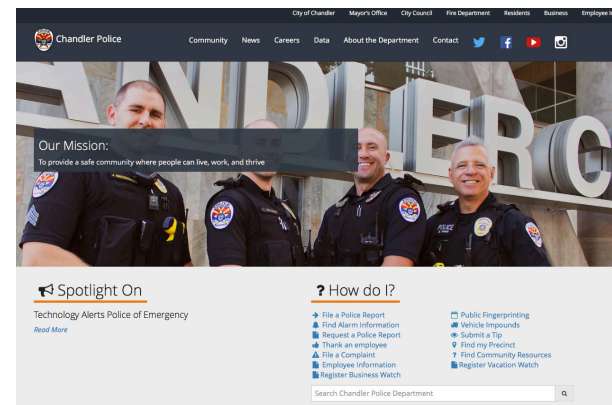 City of Chandler Mayor's Office City Council Fire Department Residents Business Employee
Chandler Police
Community News Careers Data About the Department Contact
ANDLER C
Our Mission:
To provide a safe community where people can live, work, and thrive
POLICE
Spotlight On
Technology Alerts Police of Emergency
Read More
? How do I?
File a Police Report
Find Alarm Information
Request a Police Report
Thank an employee
File a Complaint
Employee Information
Register Business Watch
Public Fingerprinting
Vehicle Impounds
Submit a Tip
Find my Precinct
? Find Community Resources
Register Vacation Watch
Search Chandler Police Department